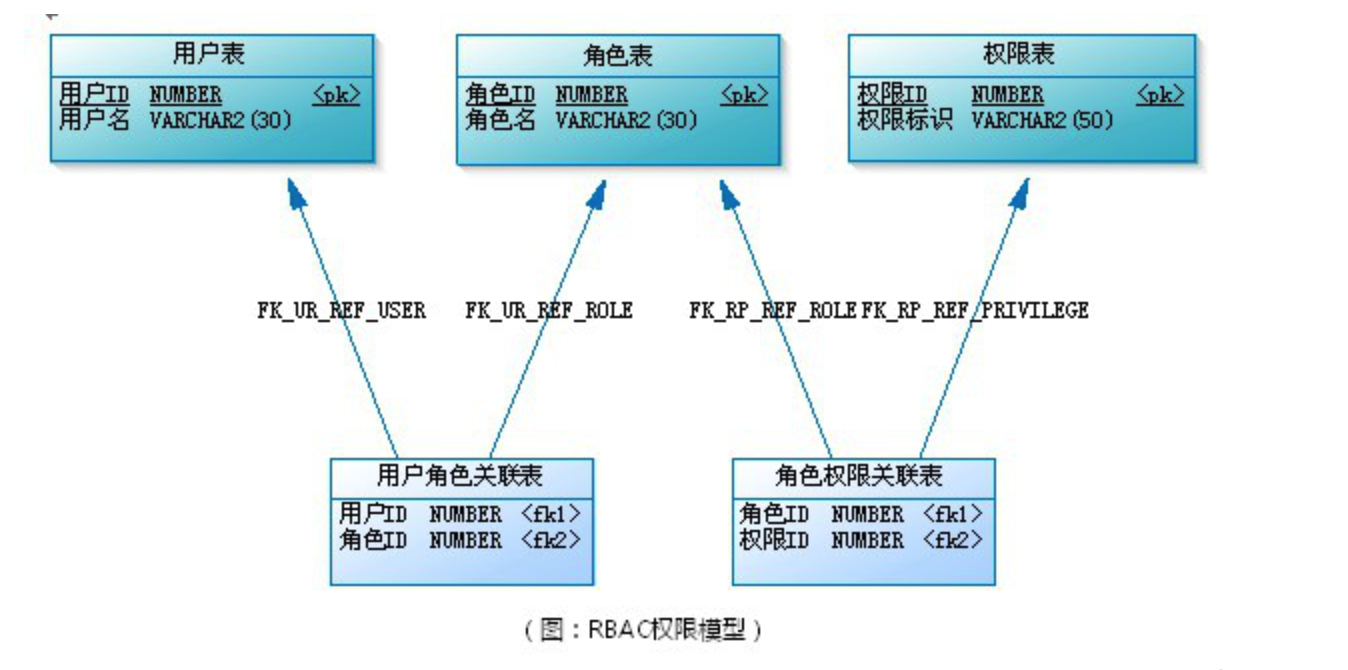 用户表
用户ID NUMBER <pk>
用户名 VARCHAR2(30)
角色表
角色ID NUMBER <pk>
角色名 VARCHAR2(30)
权限表
权限ID NUMBER <pk>
权限标识 VARCHAR2(50)
FK_UR_REF_USER
FK_UR_REF_ROLE
FK_RP_REF_ROLE
FK_RP_REF_PRIVILEGE
用户角色关联表
用户ID NUMBER <fk1>
角色ID NUMBER <fk2>
角色权限关联表
角色ID NUMBER <fk1>
权限ID NUMBER <fk2>
（图：RBAC权限模型）